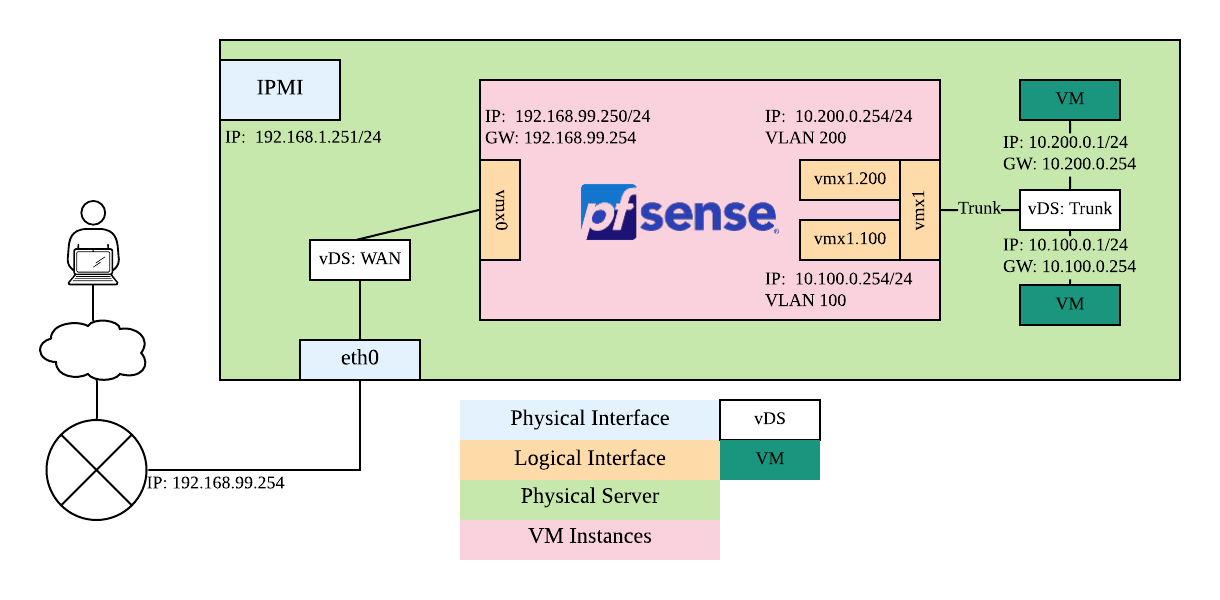 IPMI
IP: 192.168.1.251/24
IP: 192.168.99.250/24
GW: 192.168.99.254
vmx0
pfsense
IP: 10.200.0.254/24
VLAN 200
vmx1.200
vmx1
vmx1.100
IP: 10.100.0.254/24
VLAN 100
Trunk
VM
IP: 10.200.0.1/24
GW: 10.200.0.254
vDS: Trunk
IP: 10.100.0.1/24
GW: 10.100.0.254
VM
vDS: WAN
eth0
IP: 192.168.99.254
Physical Interface
vDS
Logical Interface
VM
Physical Server
VM Instances